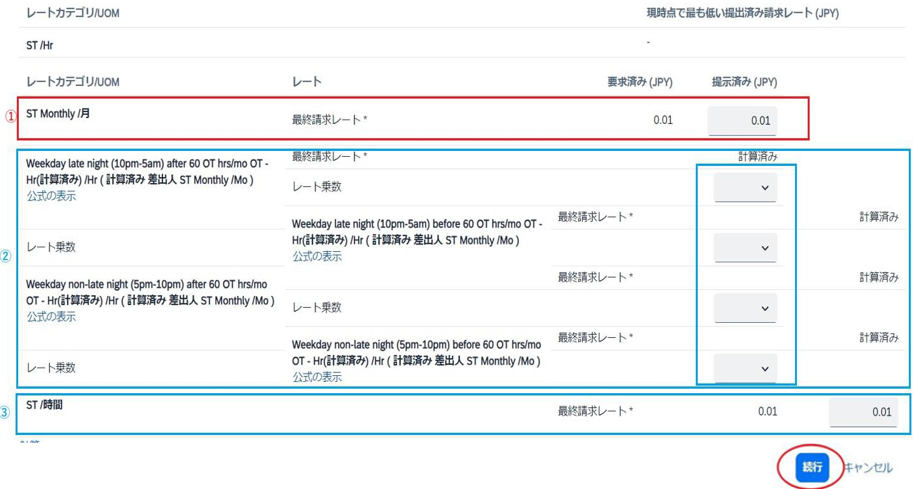 レートカテゴリ/UOM 現時点で最も低い提出済み請求レート (JPY)
ST /Hr -
レートカテゴリ/UOM レート 要求済み (JPY) 提示済み (JPY)
① ST Monthly /月 最終請求レート * 0.01 0.01
最終請求レート * 計算済み
Weekday late night (10pm-5am) after 60 OT hrs/mo OT -
Hr(計算済み) /Hr ( 計算済み 差出人 ST Monthly /Mo )
公式の表示
レート乗数
最終請求レート * 計算済み
Weekday late night (10pm-5am) before 60 OT hrs/mo OT -
Hr(計算済み) /Hr ( 計算済み 差出人 ST Monthly /Mo )
公式の表示
② レート乗数
最終請求レート * 計算済み
Weekday non-late night (5pm-10pm) after 60 OT hrs/mo
OT - Hr(計算済み) /Hr ( 計算済み 差出人 ST Monthly /Mo )
公式の表示
レート乗数
最終請求レート * 計算済み
Weekday non-late night (5pm-10pm) before 60 OT hrs/mo
OT - Hr(計算済み) /Hr ( 計算済み 差出人 ST Monthly /Mo )
公式の表示
レート乗数
③ ST /時間 最終請求レート * 0.01 0.01
続行 キャンセル